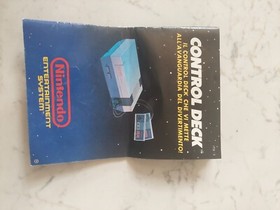 CONTROL DECK
IL CONTROL DECK CHE VI METTE
ALL'AVANGUARDIA DEL DIVERTIMENTO!
Nintendo
ENTERTAINMENT
SYSTEM